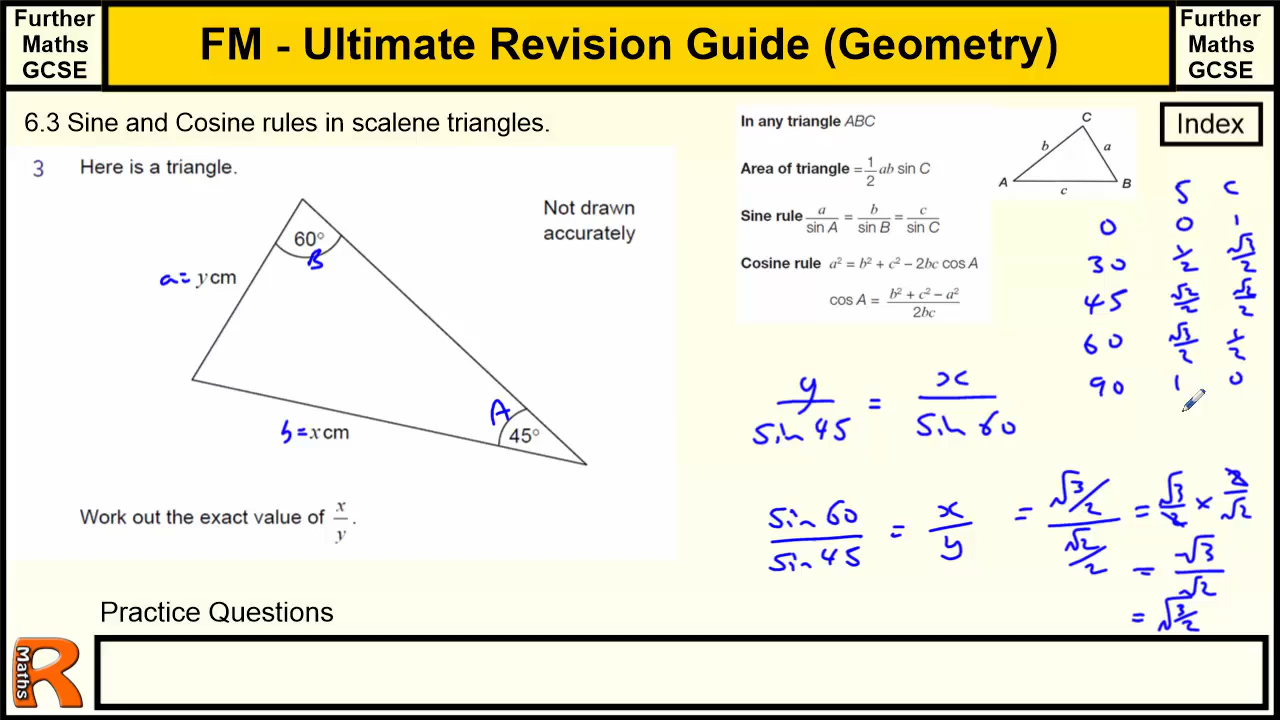 Further
Maths
GCSE
FM - Ultimate Revision Guide (Geometry)
Further
Maths
GCSE
6.3 Sine and Cosine rules in scalene triangles.
Index
3 Here is a triangle.
Not drawn
accurately
60°
B
a = y cm
A
45°
b = x cm
Work out the exact value of x/y.
In any triangle ABC
Area of triangle = 1/2 ab sin C
Sine rule a/sin A = b/sin B = c/sin C
Cosine rule a² = b² + c² − 2bc cos A
cos A = (b² + c² − a²)/2bc
C
b
a
A
B
c
S C
0 0 1
30 1/2 √3/2
45 √2/2 √2/2
60 √3/2 1/2
90 1 0
y/sin 45 = x/sin 60
sin 60/sin 45 = x/y = (√3/2)/(√2/2) = √3/2 × 2/√2
= √3/√2
= √3/2
Practice Questions
R
Maths